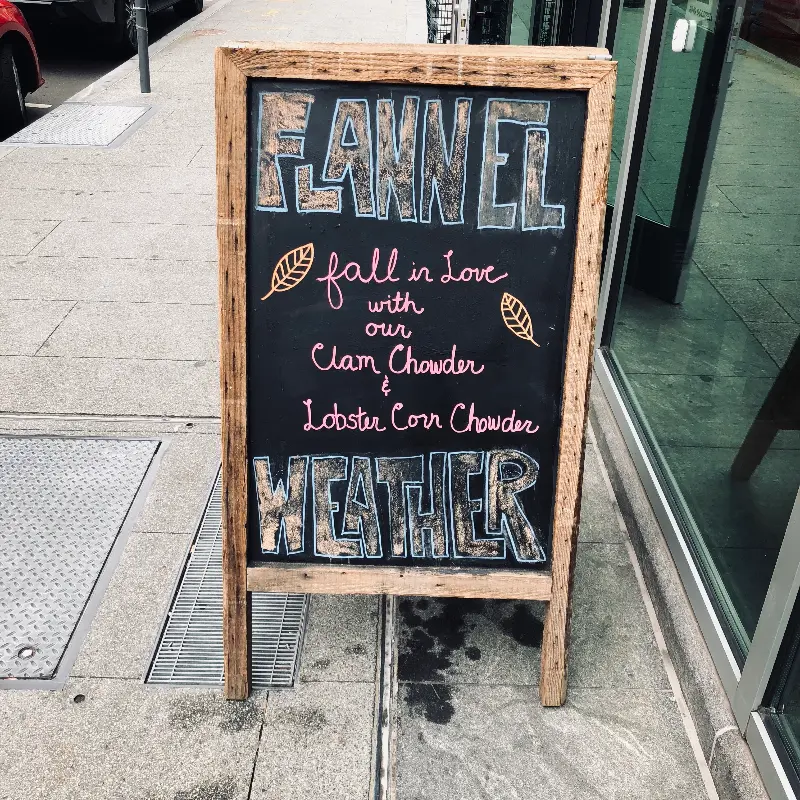 FLANNEL
fall in Love
with
our
Clam Chowder
&
Lobster Corn Chowder
WEATHER